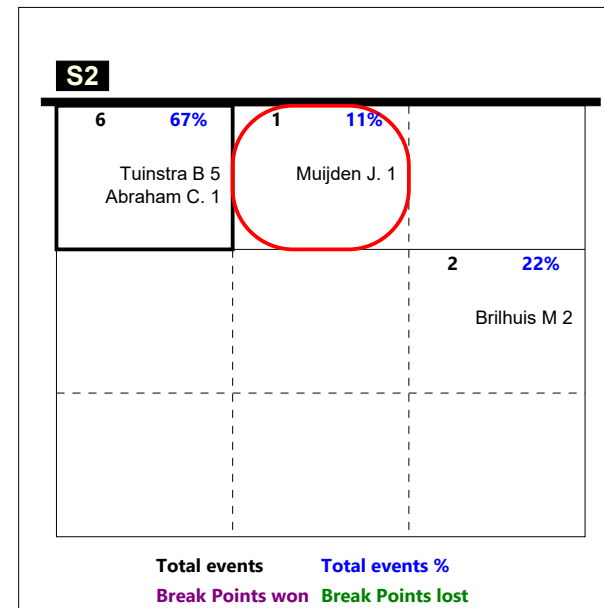 S2
6 67% 1 11%
Tuinstra B 5 Muijden J. 1
Abraham C. 1
2 22%
Brilhuis M 2
Total events Total events %
Break Points won Break Points lost